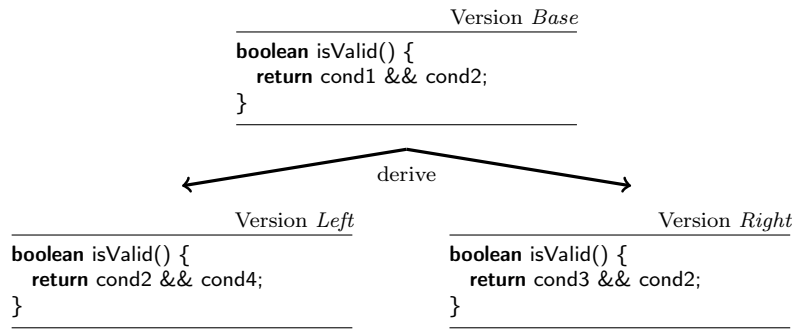 Version Base
boolean isValid() {
return cond1 && cond2;
}
derive
Version Left
boolean isValid() {
return cond2 && cond4;
}
Version Right
boolean isValid() {
return cond3 && cond2;
}